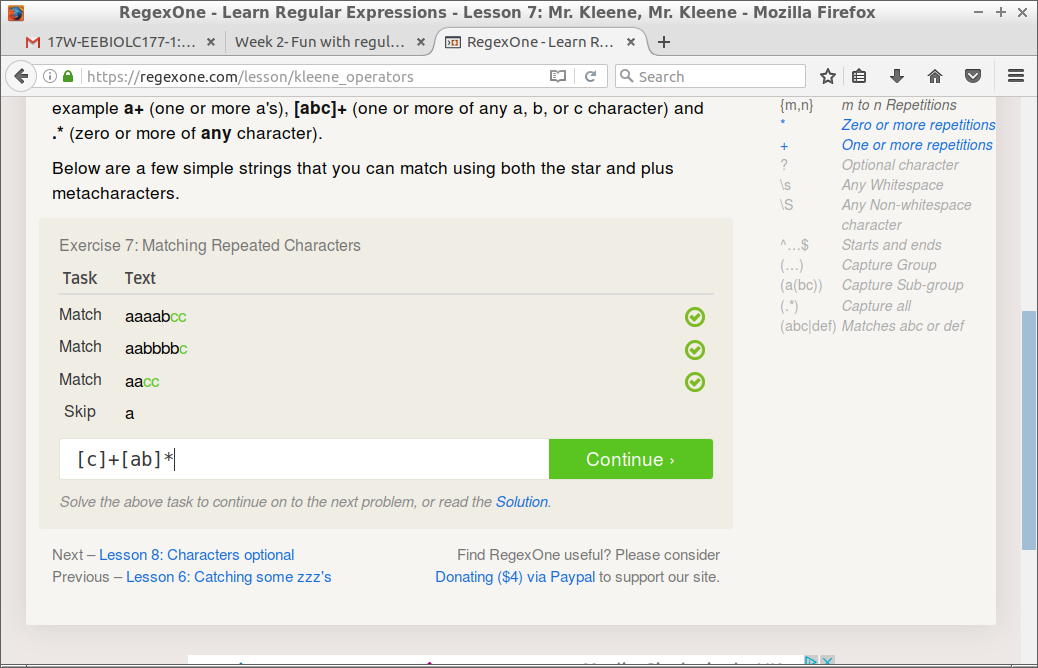 RegexOne - Learn Regular Expressions - Lesson 7: Mr. Kleene, Mr. Kleene - Mozilla Firefox
17W-EEBIOLC177-1:... × Week 2- Fun with regul... × RegexOne - Learn R... ×
https://regexone.com/lesson/kleene_operators Search
example a+ (one or more a's), [abc]+ (one or more of any a, b, or c character) and
.* (zero or more of any character).
Below are a few simple strings that you can match using both the star and plus
metacharacters.
Exercise 7: Matching Repeated Characters
Task Text
Match aaaabcc
Match aabbbbc
Match aacc
Skip a
[c]+[ab]* Continue ›
Solve the above task to continue on to the next problem, or read the Solution.
Next – Lesson 8: Characters optional
Previous – Lesson 6: Catching some zzz's
Find RegexOne useful? Please consider
Donating ($4) via Paypal to support our site.
{m,n} m to n Repetitions
* Zero or more repetitions
+ One or more repetitions
? Optional character
\s Any Whitespace
\S Any Non-whitespace
character
^...$ Starts and ends
(...) Capture Group
(a(bc)) Capture Sub-group
(.*) Capture all
(abc|def) Matches abc or def